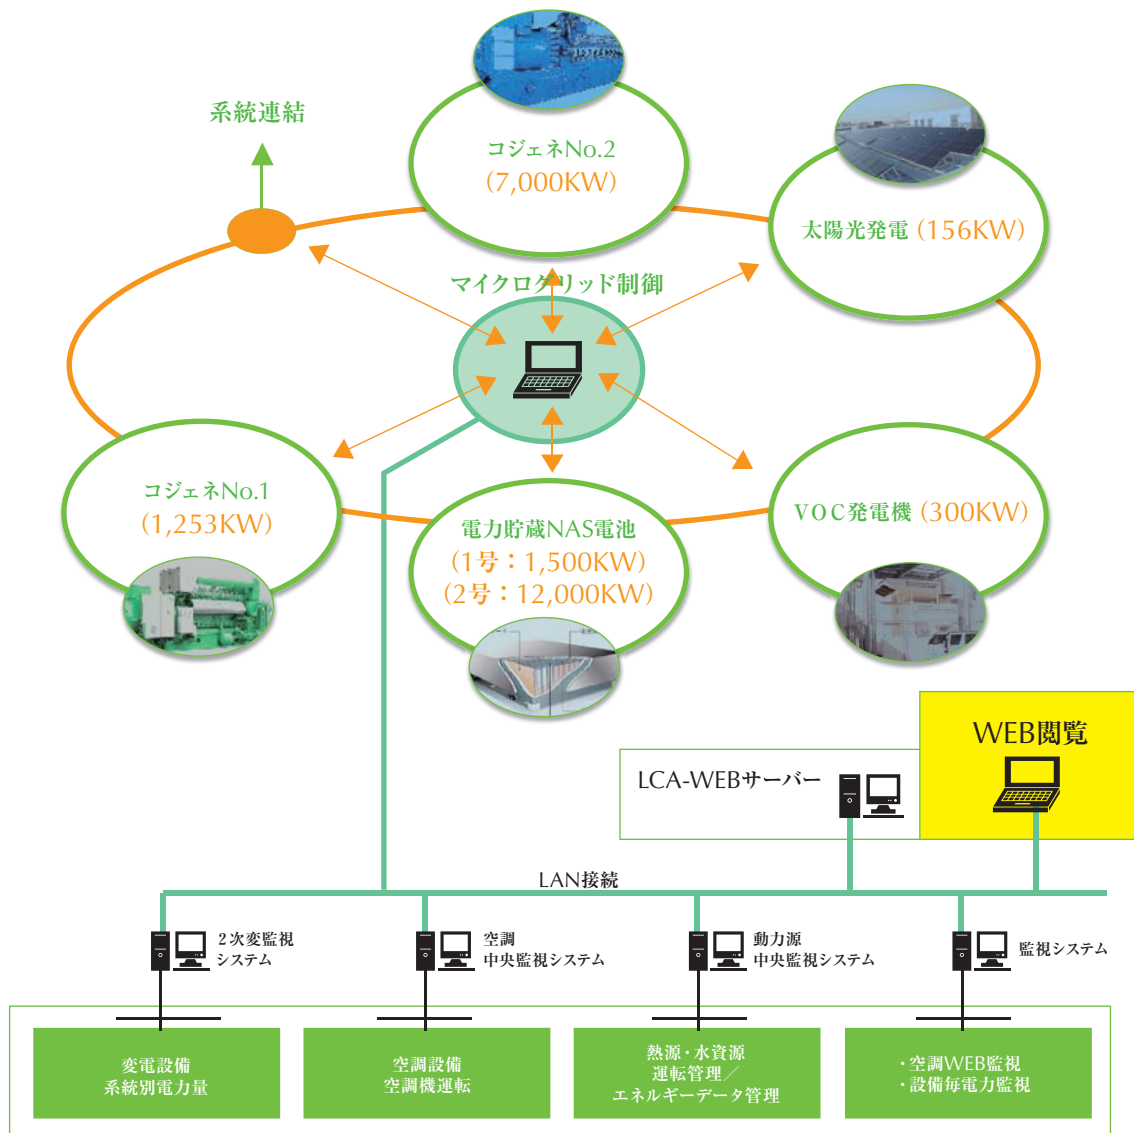 系統連結
コジェネNo.2
(7,000KW)
太陽光発電 (156KW)
マイクログリッド制御
コジェネNo.1
(1,253KW)
電力貯蔵NAS電池
(1号：1,500KW)
(2号：12,000KW)
VOC発電機 (300KW)
WEB閲覧
LCA-WEBサーバー
LAN接続
2次変監視
システム
空調
中央監視システム
動力源
中央監視システム
監視システム
変電設備
系統別電力量
空調設備
空調機運転
熱源・水資源
運転管理／
エネルギーデータ管理
・空調WEB監視
・設備毎電力監視